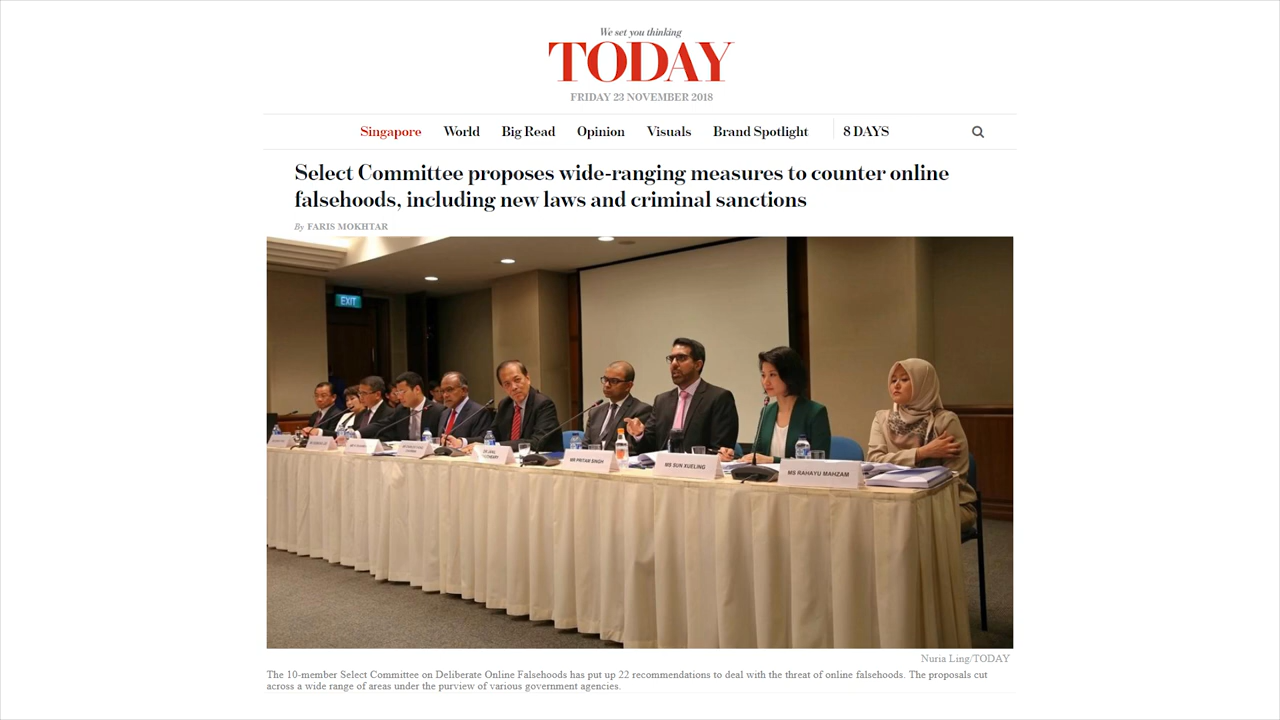 We set you thinking
TODAY
FRIDAY 23 NOVEMBER 2018
Singapore World Big Read Opinion Visuals Brand Spotlight 8 DAYS
Select Committee proposes wide-ranging measures to counter online
falsehoods, including new laws and criminal sanctions
By FARIS MOKHTAR
EXIT
MR PRITAM SINGH
MS SUN XUELING
MS RAHAYU MAHZAM
Nuria Ling/TODAY
The 10-member Select Committee on Deliberate Online Falsehoods has put up 22 recommendations to deal with the threat of online falsehoods. The proposals cut
across a wide range of areas under the purview of various government agencies.